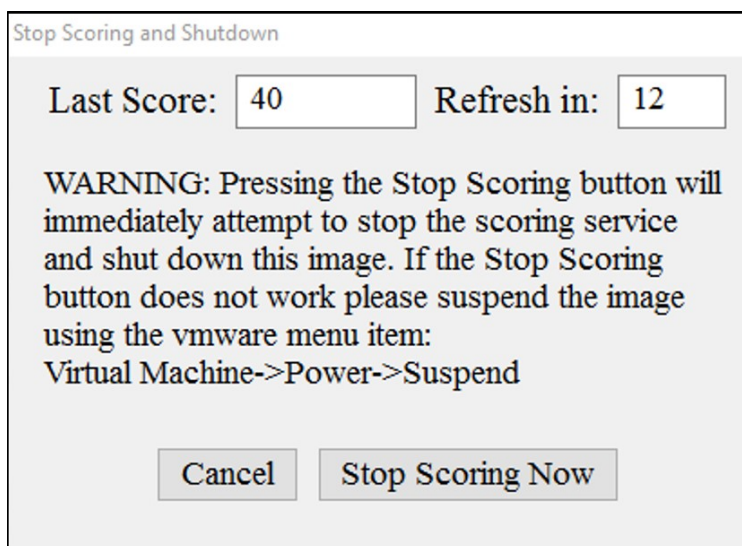 Stop Scoring and Shutdown
Last Score: 40 Refresh in: 12
WARNING: Pressing the Stop Scoring button will
immediately attempt to stop the scoring service
and shut down this image. If the Stop Scoring
button does not work please suspend the image
using the vmware menu item:
Virtual Machine->Power->Suspend
Cancel Stop Scoring Now